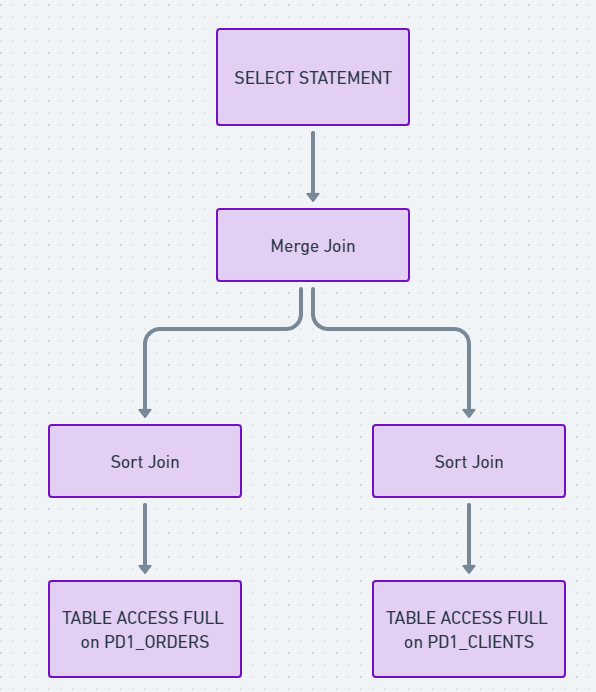 SELECT STATEMENT
Merge Join
Sort Join
Sort Join
TABLE ACCESS FULL
on PD1_ORDERS
TABLE ACCESS FULL
on PD1_CLIENTS